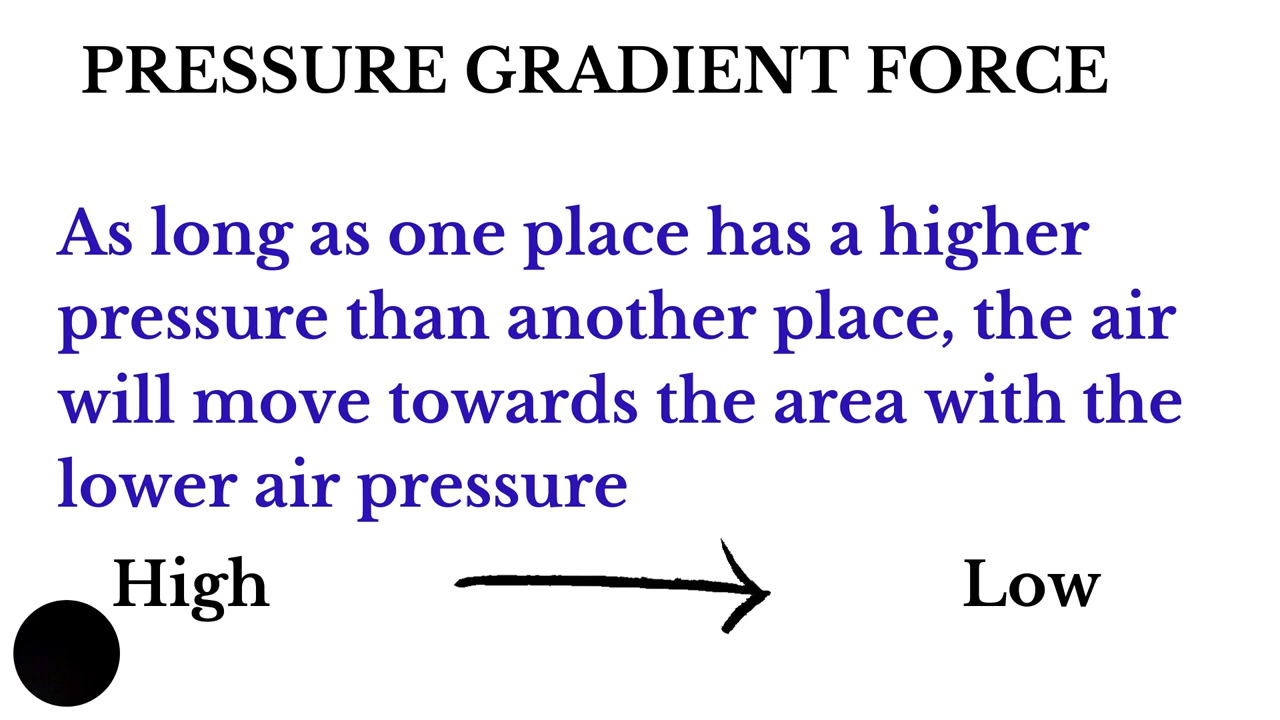 PRESSURE GRADIENT FORCE
As long as one place has a higher
pressure than another place, the air
will move towards the area with the
lower air pressure
High Low